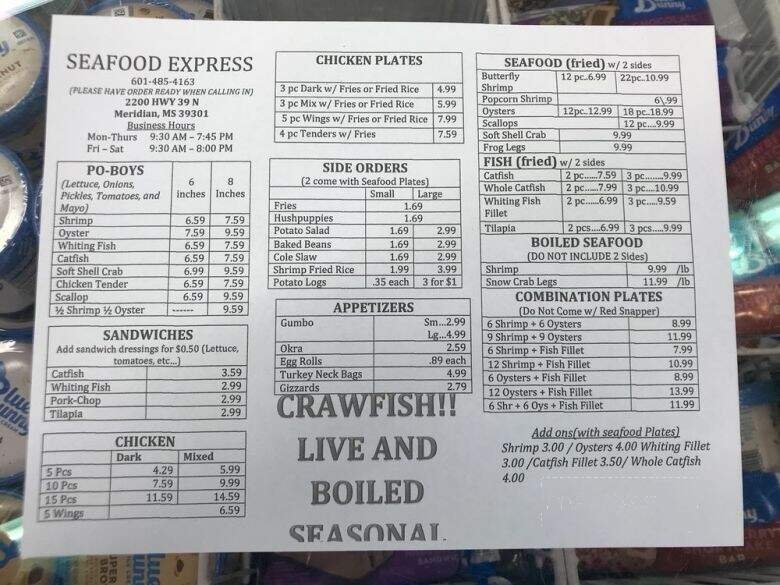 SEAFOOD EXPRESS
601-485-4163
(PLEASE HAVE ORDER READY WHEN CALLING IN)
2200 HWY 39 N
Meridian, MS 39301
Business Hours
Mon-Thurs 9:30 AM – 7:45 PM
Fri – Sat 9:30 AM – 8:00 PM
PO-BOYS
(Lettuce, Onions, Pickles, Tomatoes, and Mayo) 6 inches 8 Inches
Shrimp 6.59 7.59
Oyster 7.59 9.59
Whiting Fish 6.59 7.59
Catfish 6.59 7.59
Soft Shell Crab 6.99 9.59
Chicken Tender 6.59 7.59
Scallop 6.59 9.59
½ Shrimp ½ Oyster ------ 9.59
SANDWICHES
Add sandwich dressings for $0.50 (Lettuce,
tomatoes, etc...)
Catfish 3.59
Whiting Fish 2.99
Pork-Chop 2.99
Tilapia 2.99
CHICKEN
Dark Mixed
5 Pcs 4.29 5.99
10 Pcs 7.59 9.99
15 Pcs 11.59 14.59
5 Wings 6.59
CHICKEN PLATES
3 pc Dark w/ Fries or Fried Rice 4.99
3 pc Mix w/ Fries or Fried Rice 5.99
5 pc Wings w/ Fries or Fried Rice 7.99
4 pc Tenders w/ Fries 7.59
SIDE ORDERS
(2 come with Seafood Plates)
Small Large
Fries 1.69
Hushpuppies 1.69
Potato Salad 1.69 2.99
Baked Beans 1.69 2.99
Cole Slaw 1.69 2.99
Shrimp Fried Rice 1.99 3.99
Potato Logs .35 each 3 for $1
APPETIZERS
Gumbo Sm...2.99
Lg...4.99
Okra 2.59
Egg Rolls .89 each
Turkey Neck Bags 4.99
Gizzards 2.79
CRAWFISH!!
LIVE AND
BOILED
SEASONAL
SEAFOOD (fried) w/ 2 sides
Butterfly Shrimp 12 pc..6.99 22pc..10.99
Popcorn Shrimp 6\.99
Oysters 12pc..12.99 18 pc..18.99
Scallops 12 pc....9.99
Soft Shell Crab 9.99
Frog Legs 9.99
FISH (fried) w/ 2 sides
Catfish 2 pc.....7.59 3 pc.....9.99
Whole Catfish 2 pc...7.99 3 pc....10.99
Whiting Fish Fillet 2 pc.....6.99 3 pc....9.59
Tilapia 2 pcs....6.99 3 pcs....9.99
BOILED SEAFOOD
(DO NOT INCLUDE 2 Sides)
Shrimp 9.99 /lb
Snow Crab Legs 11.99 /lb
COMBINATION PLATES
(Do Not Come w/ Red Snapper)
6 Shrimp + 6 Oysters 8.99
9 Shrimp + 9 Oysters 11.99
6 Shrimp + Fish Fillet 7.99
12 Shrimp + Fish Fillet 10.99
6 Oysters + Fish Fillet 8.99
12 Oysters + Fish Fillet 13.99
6 Shr + 6 Oys + Fish Fillet 11.99
Add ons(with seafood Plates)
Shrimp 3.00 / Oysters 4.00 Whiting Fillet
3.00 /Catfish Fillet 3.50/ Whole Catfish
4.00